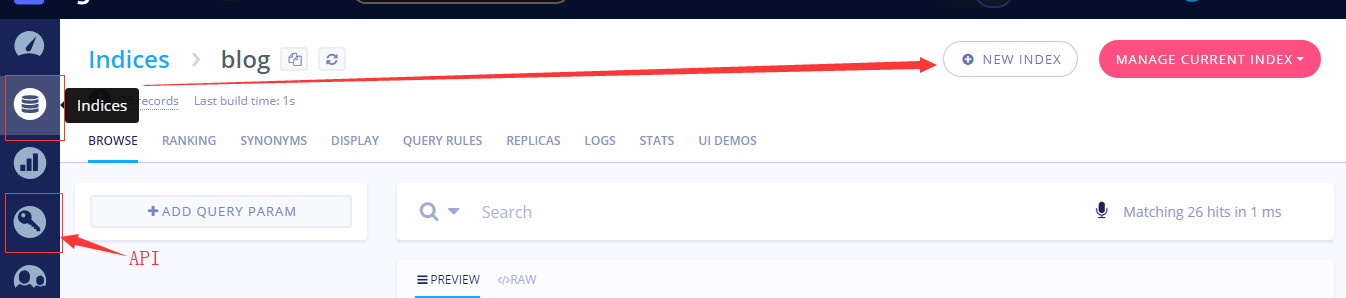 Indices
blog
NEW INDEX
MANAGE CURRENT INDEX
Indices
records
Last build time: 1s
BROWSE
RANKING
SYNONYMS
DISPLAY
QUERY RULES
REPLICAS
LOGS
STATS
UI DEMOS
ADD QUERY PARAM
Search
Matching 26 hits in 1 ms
API
PREVIEW
</>RAW